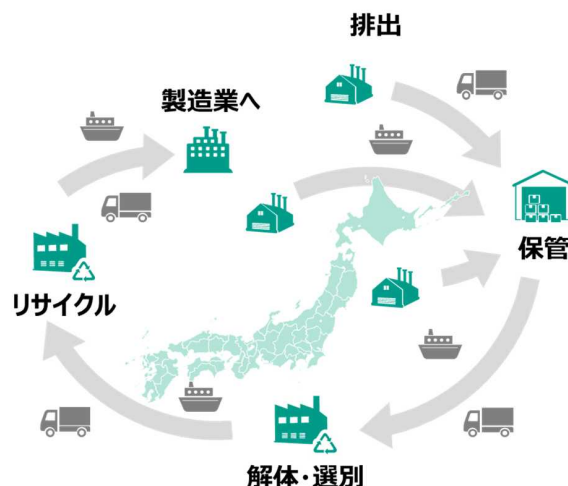 排出
製造業へ
保管
リサイクル
解体・選別